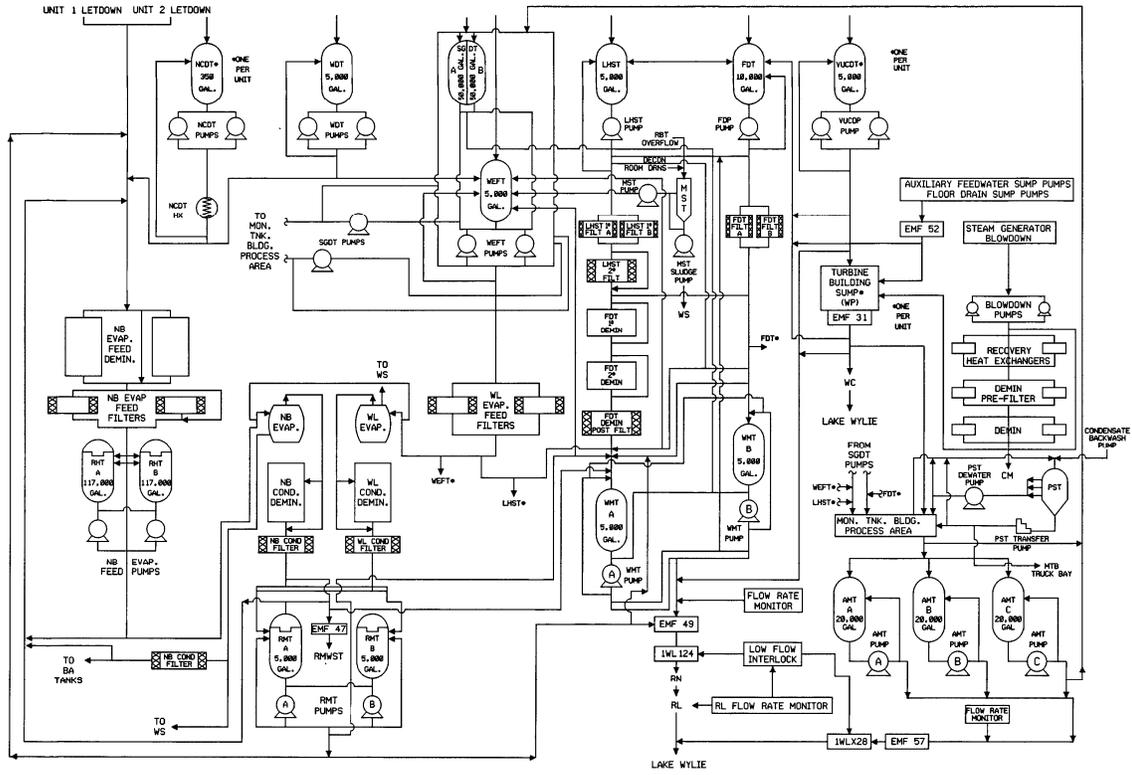 UNIT 1 LETDOWN
UNIT 2 LETDOWN
NCDT*
350
GAL.
*ONE
PER
UNIT
NCDT
PUMPS
NCDT
HX
WDT
5,000
GAL.
WDT
PUMPS
SG DT
A
B
50,000 GAL.
50,000 GAL.
WEFT
5,000
GAL.
WEFT
PUMPS
TO
MON.
TNK.
BLDG.
PROCESS
AREA
SGDT PUMPS
LHST
5,000
GAL.
LHST
PUMP
RBT
OVERFLOW
DECON
ROOM DRNS
MST
PUMP
MST
MST
SLUDGE
PUMP
WS
LHST 1°
FILT A
LHST 1°
FILT B
LHST
2°
FILT
FDT
1°
DEMIN
FDT
2°
DEMIN
FDT
DEMIN
POST FILT
FDT
10,000
GAL.
FDP PUMP
FDT
FILT
A
FDT
FILT
B
FDT*
VUCDT*
5,000
GAL.
*ONE
PER
UNIT
VUCDP
PUMP
AUXILIARY FEEDWATER SUMP PUMPS
FLOOR DRAIN SUMP PUMPS
EMF 52
STEAM GENERATOR
BLOWDOWN
TURBINE
BUILDING
SUMP*
(WP)
EMF 31
*ONE
PER
UNIT
BLOWDOWN
PUMPS
RECOVERY
HEAT EXCHANGERS
DEMIN
PRE-FILTER
DEMIN
CM
WC
LAKE WYLIE
CONDENSATE
BACKWASH
PUMP
NB
EVAP.
FEED
DEMIN.
NB EVAP
FEED
FILTERS
RHT
A
117,000
GAL.
RHT
B
117,000
GAL.
NB EVAP.
FEED PUMPS
TO
WS
NB
EVAP.
WL
EVAP.
NB
COND
DEMIN.
WL
COND.
DEMIN.
NB COND
FILTER
WL COND
FILTER
WL
EVAP.
FEED
FILTERS
WEFT*
LHST*
WMT
A
5,000
GAL.
A
WMT
PUMP
WMT
B
5,000
GAL.
B
WMT
PUMP
FROM
SGDT
PUMPS
WEFT*
LHST*
FDT*
MON. TNK. BLDG.
PROCESS AREA
PST
DEWATER
PUMP
PST
PST TRANSFER
PUMP
MTB
TRUCK BAY
AMT
A
20,000
GAL
AMT
B
20,000
GAL
AMT
C
20,000
GAL
AMT
PUMP
A
AMT
PUMP
B
AMT
PUMP
C
FLOW RATE
MONITOR
RMT
A
5,000
GAL.
EMF 47
RMWST
RMT
B
5,000
GAL.
A
RMT
PUMPS
B
FLOW RATE
MONITOR
EMF 49
1WL124
LOW FLOW
INTERLOCK
RN
RL
RL FLOW RATE MONITOR
1WLX28
EMF 57
LAKE WYLIE
TO
BA
TANKS
NB COND
FILTER
TO
WS